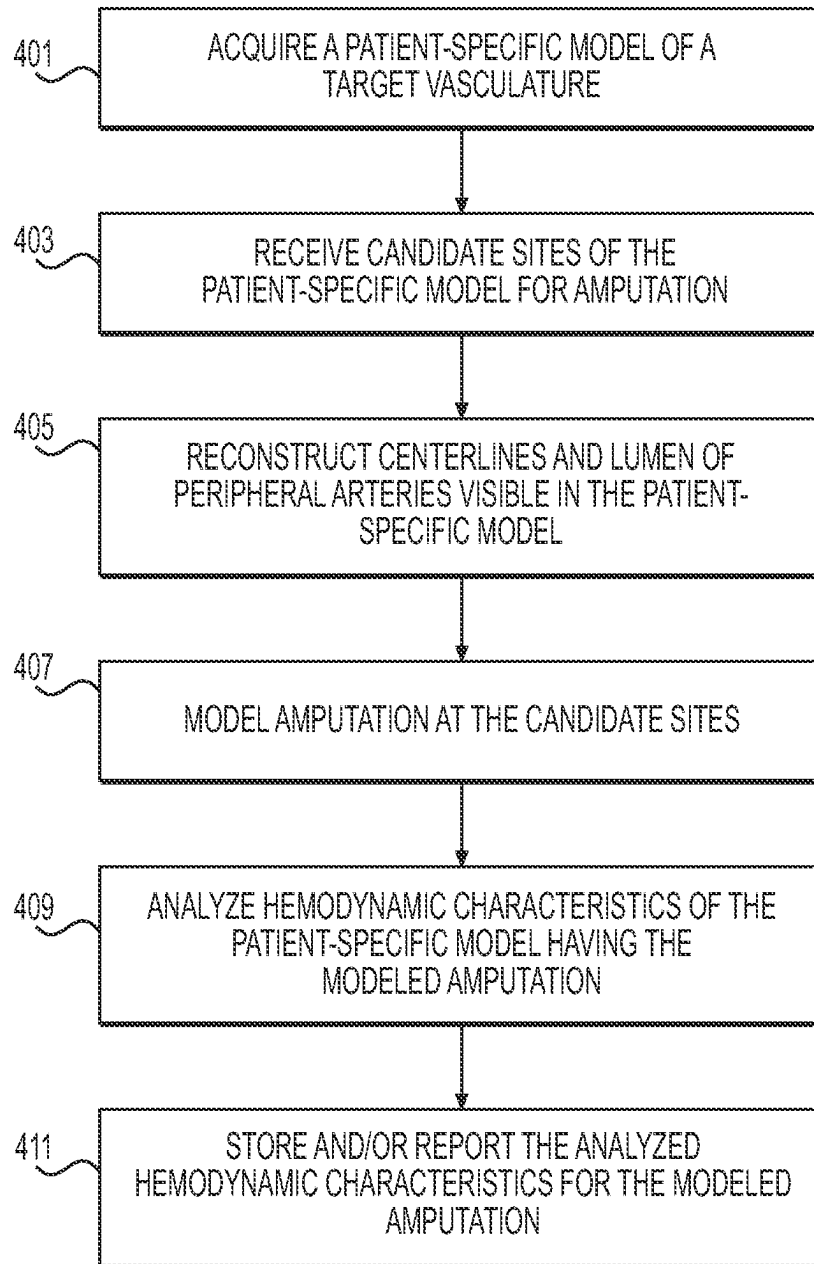 401
ACQUIRE A PATIENT-SPECIFIC MODEL OF A
TARGET VASCULATURE
403
RECEIVE CANDIDATE SITES OF THE
PATIENT-SPECIFIC MODEL FOR AMPUTATION
405
RECONSTRUCT CENTERLINES AND LUMEN OF
PERIPHERAL ARTERIES VISIBLE IN THE PATIENT-
SPECIFIC MODEL
407
MODEL AMPUTATION AT THE CANDIDATE SITES
409
ANALYZE HEMODYNAMIC CHARACTERISTICS OF THE
PATIENT-SPECIFIC MODEL HAVING THE
MODELED AMPUTATION
411
STORE AND/OR REPORT THE ANALYZED
HEMODYNAMIC CHARACTERISTICS FOR THE MODELED
AMPUTATION